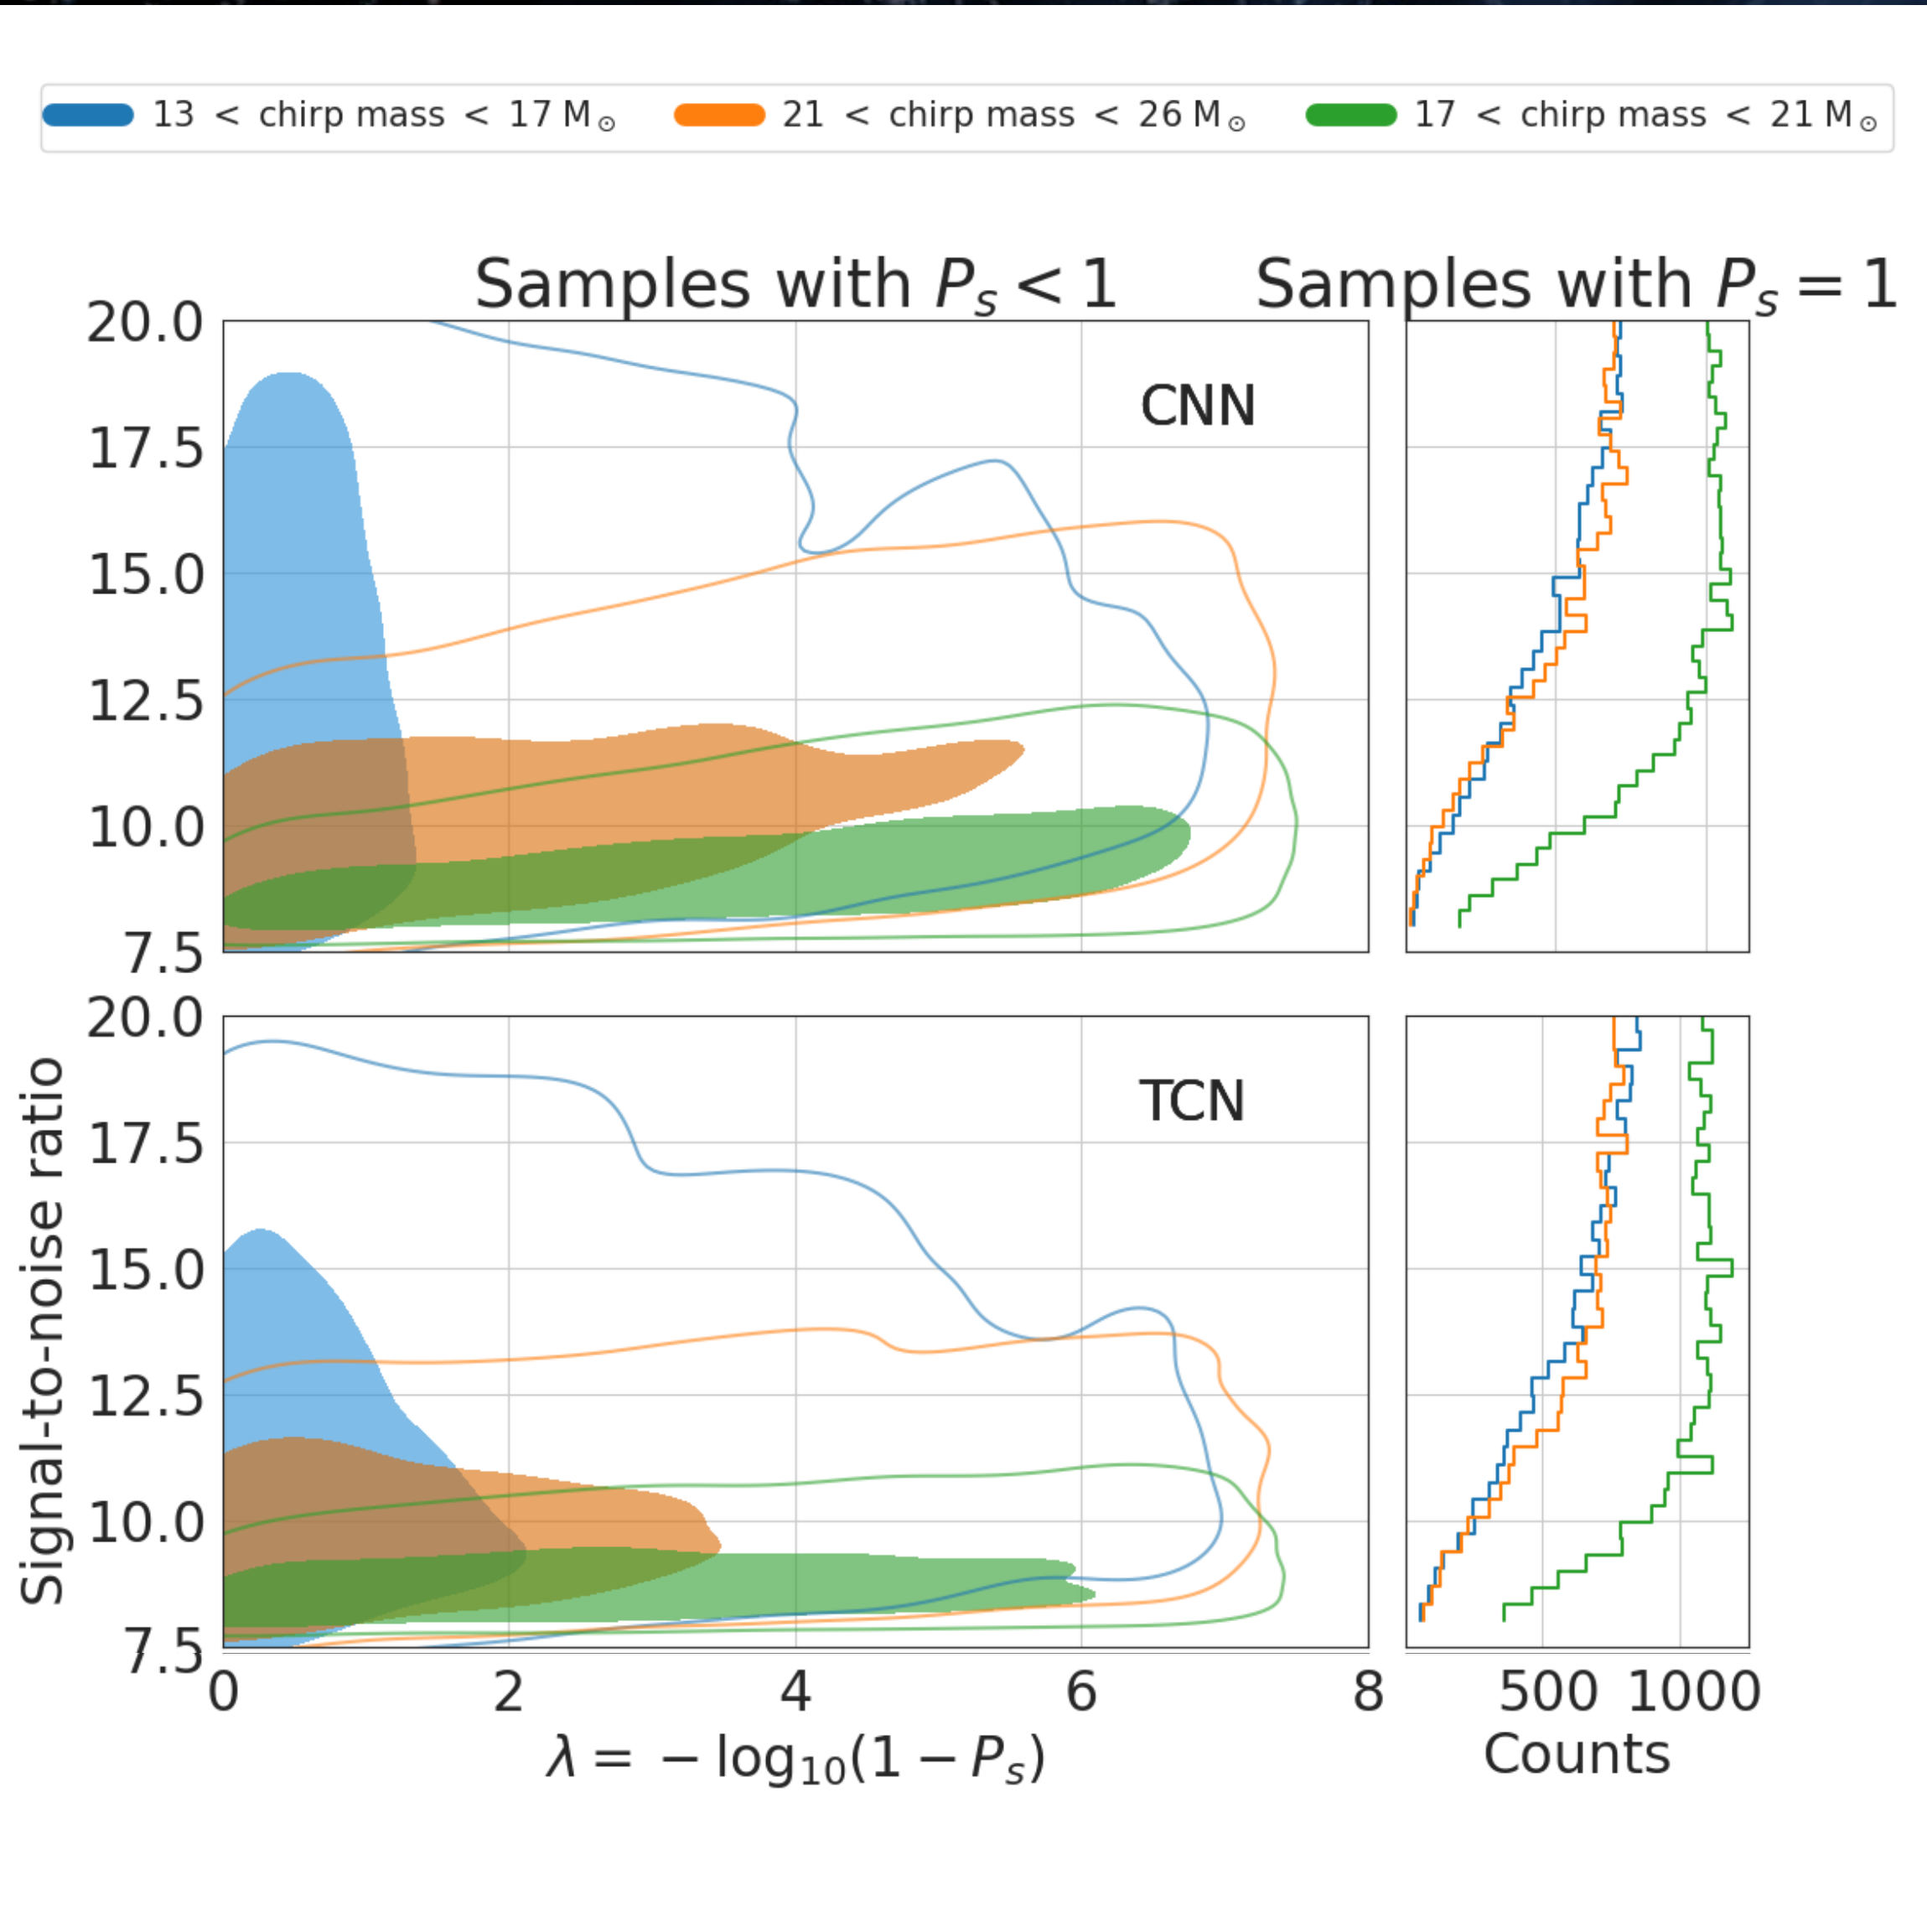 13 < chirp mass < 17 M⊙ 21 < chirp mass < 26 M⊙ 17 < chirp mass < 21 M⊙
Samples with Pₛ < 1 Samples with Pₛ = 1
20.0
17.5
15.0
12.5
10.0
7.5
CNN
Signal-to-noise ratio
20.0
17.5
15.0
12.5
10.0
7.5
TCN
0 2 4 6 8 500 1000
λ = − log₁₀(1 − Pₛ) Counts